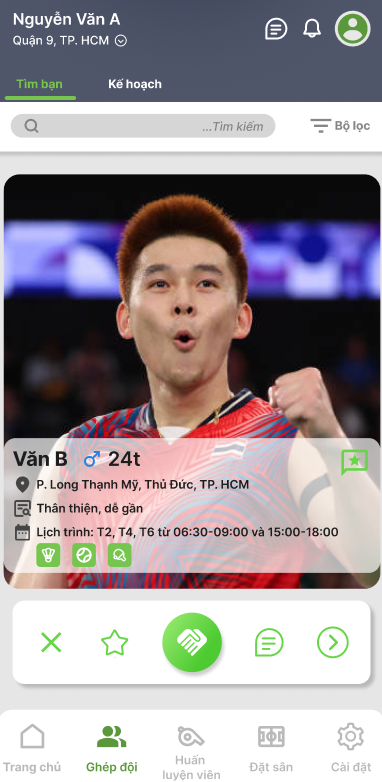 Nguyễn Văn A
Quận 9, TP. HCM
Tìm bạn Kế hoạch
...Tìm kiếm Bộ lọc
Văn B 24t
P. Long Thạnh Mỹ, Thủ Đức, TP. HCM
Thân thiện, dễ gần
Lịch trình: T2, T4, T6 từ 06:30-09:00 và 15:00-18:00
Trang chủ Ghép đội Huấn luyện viên Đặt sân Cài đặt